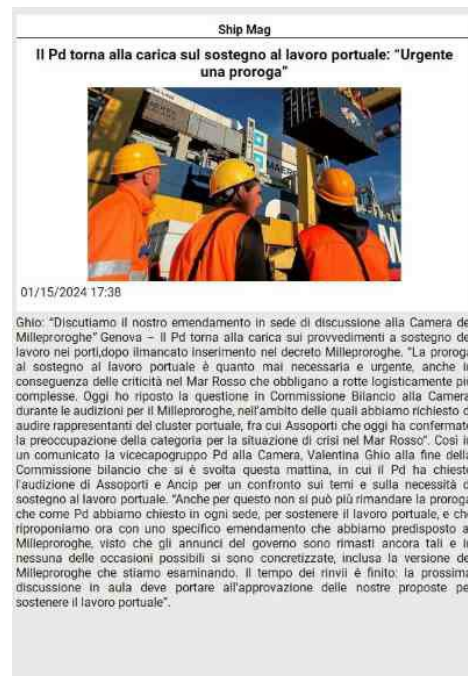 Ship Mag
Il Pd torna alla carica sul sostegno al lavoro portuale: “Urgente
una proroga”
MAERS
01/15/2024 17:38
Ghio: “Discutiamo il nostro emendamento in sede di discussione alla Camera de
Milleproroghe” Genova – Il Pd torna alla carica sui provvedimenti a sostegno de
lavoro nei porti,dopo ilmancato inserimento nel decreto Milleproroghe. “La proroga
al sostegno al lavoro portuale è quanto mai necessaria e urgente, anche i
conseguenza delle criticità nel Mar Rosso che obbligano a rotte logisticamente pi
complesse. Oggi ho riposto la questione in Commissione Bilancio alla Camera
durante le audizioni per il Milleproroghe, nell’ambito delle quali abbiamo richiesto d
audire rappresentanti del cluster portuale, fra cui Assoporti che oggi ha confermato
la preoccupazione della categoria per la situazione di crisi nel Mar Rosso”. Così i
un comunicato la vicecapogruppo Pd alla Camera, Valentina Ghio alla fine della
Commissione bilancio che si è svolta questa mattina, in cui il Pd ha chiesto
l’audizione di Assoporti e Ancip per un confronto sui temi e sulla necessità d
sostegno al lavoro portuale. “Anche per questo non si può più rimandare la proroga
che come Pd abbiamo chiesto in ogni sede, per sostenere il lavoro portuale, e che
riproponiamo ora con uno specifico emendamento che abbiamo predisposto a
Milleproroghe, visto che gli annunci del governo sono rimasti ancora tali e i
nessuna delle occasioni possibili si sono concretizzate, inclusa la versione de
Milleproroghe che stiamo esaminando. Il tempo dei rinvii è finito: la prossima
discussione in aula deve portare all’approvazione delle nostre proposte pe
sostenere il lavoro portuale”.